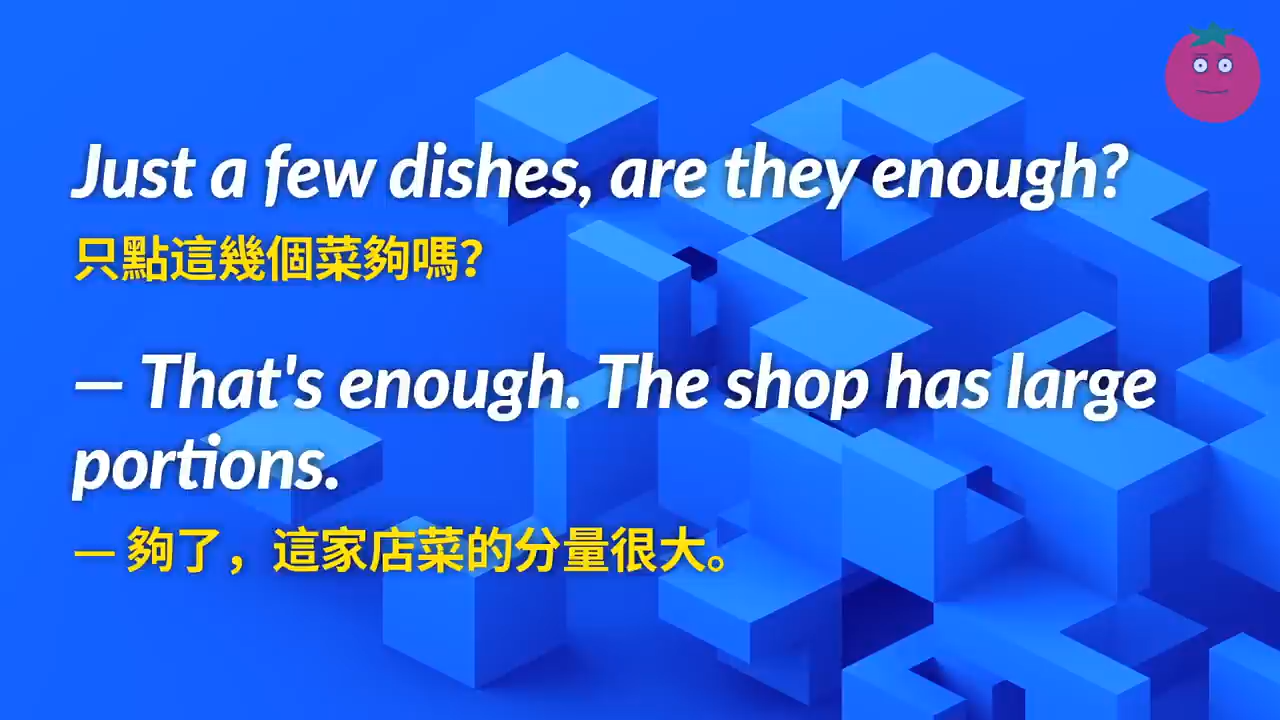 Just a few dishes, are they enough?
只點這幾個菜夠嗎?
— That's enough. The shop has large
portions.
— 夠了，這家店菜的分量很大。